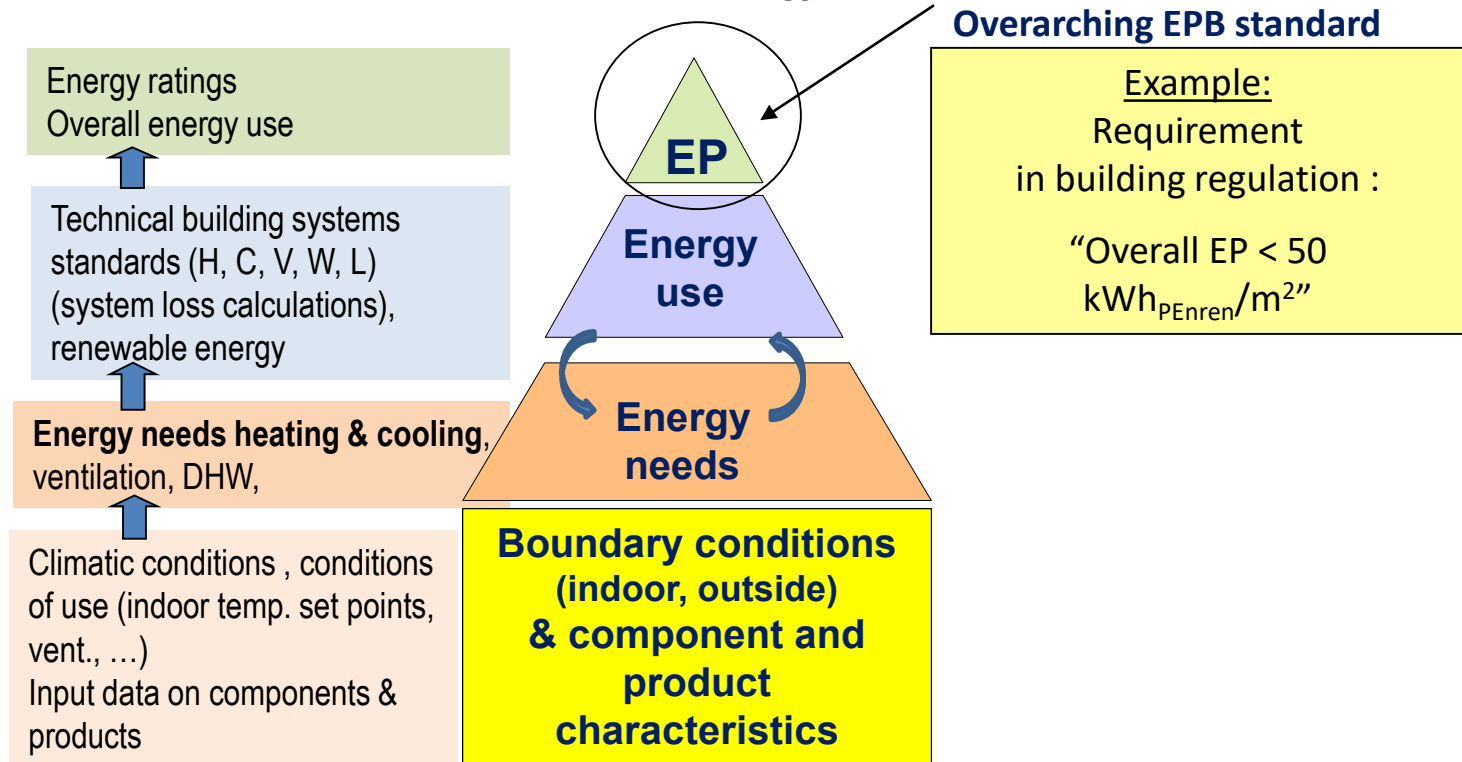 Overarching EPB standard
Energy ratings
Overall energy use
Technical building systems
standards (H, C, V, W, L)
(system loss calculations),
renewable energy
Energy needs heating & cooling,
ventilation, DHW,
Climatic conditions , conditions
of use (indoor temp. set points,
vent., …)
Input data on components &
products
EP
Energy
use
Energy
needs
Boundary conditions
(indoor, outside)
& component and
product
characteristics
Example:
Requirement
in building regulation :
“Overall EP < 50
kWhPEnren/m²”